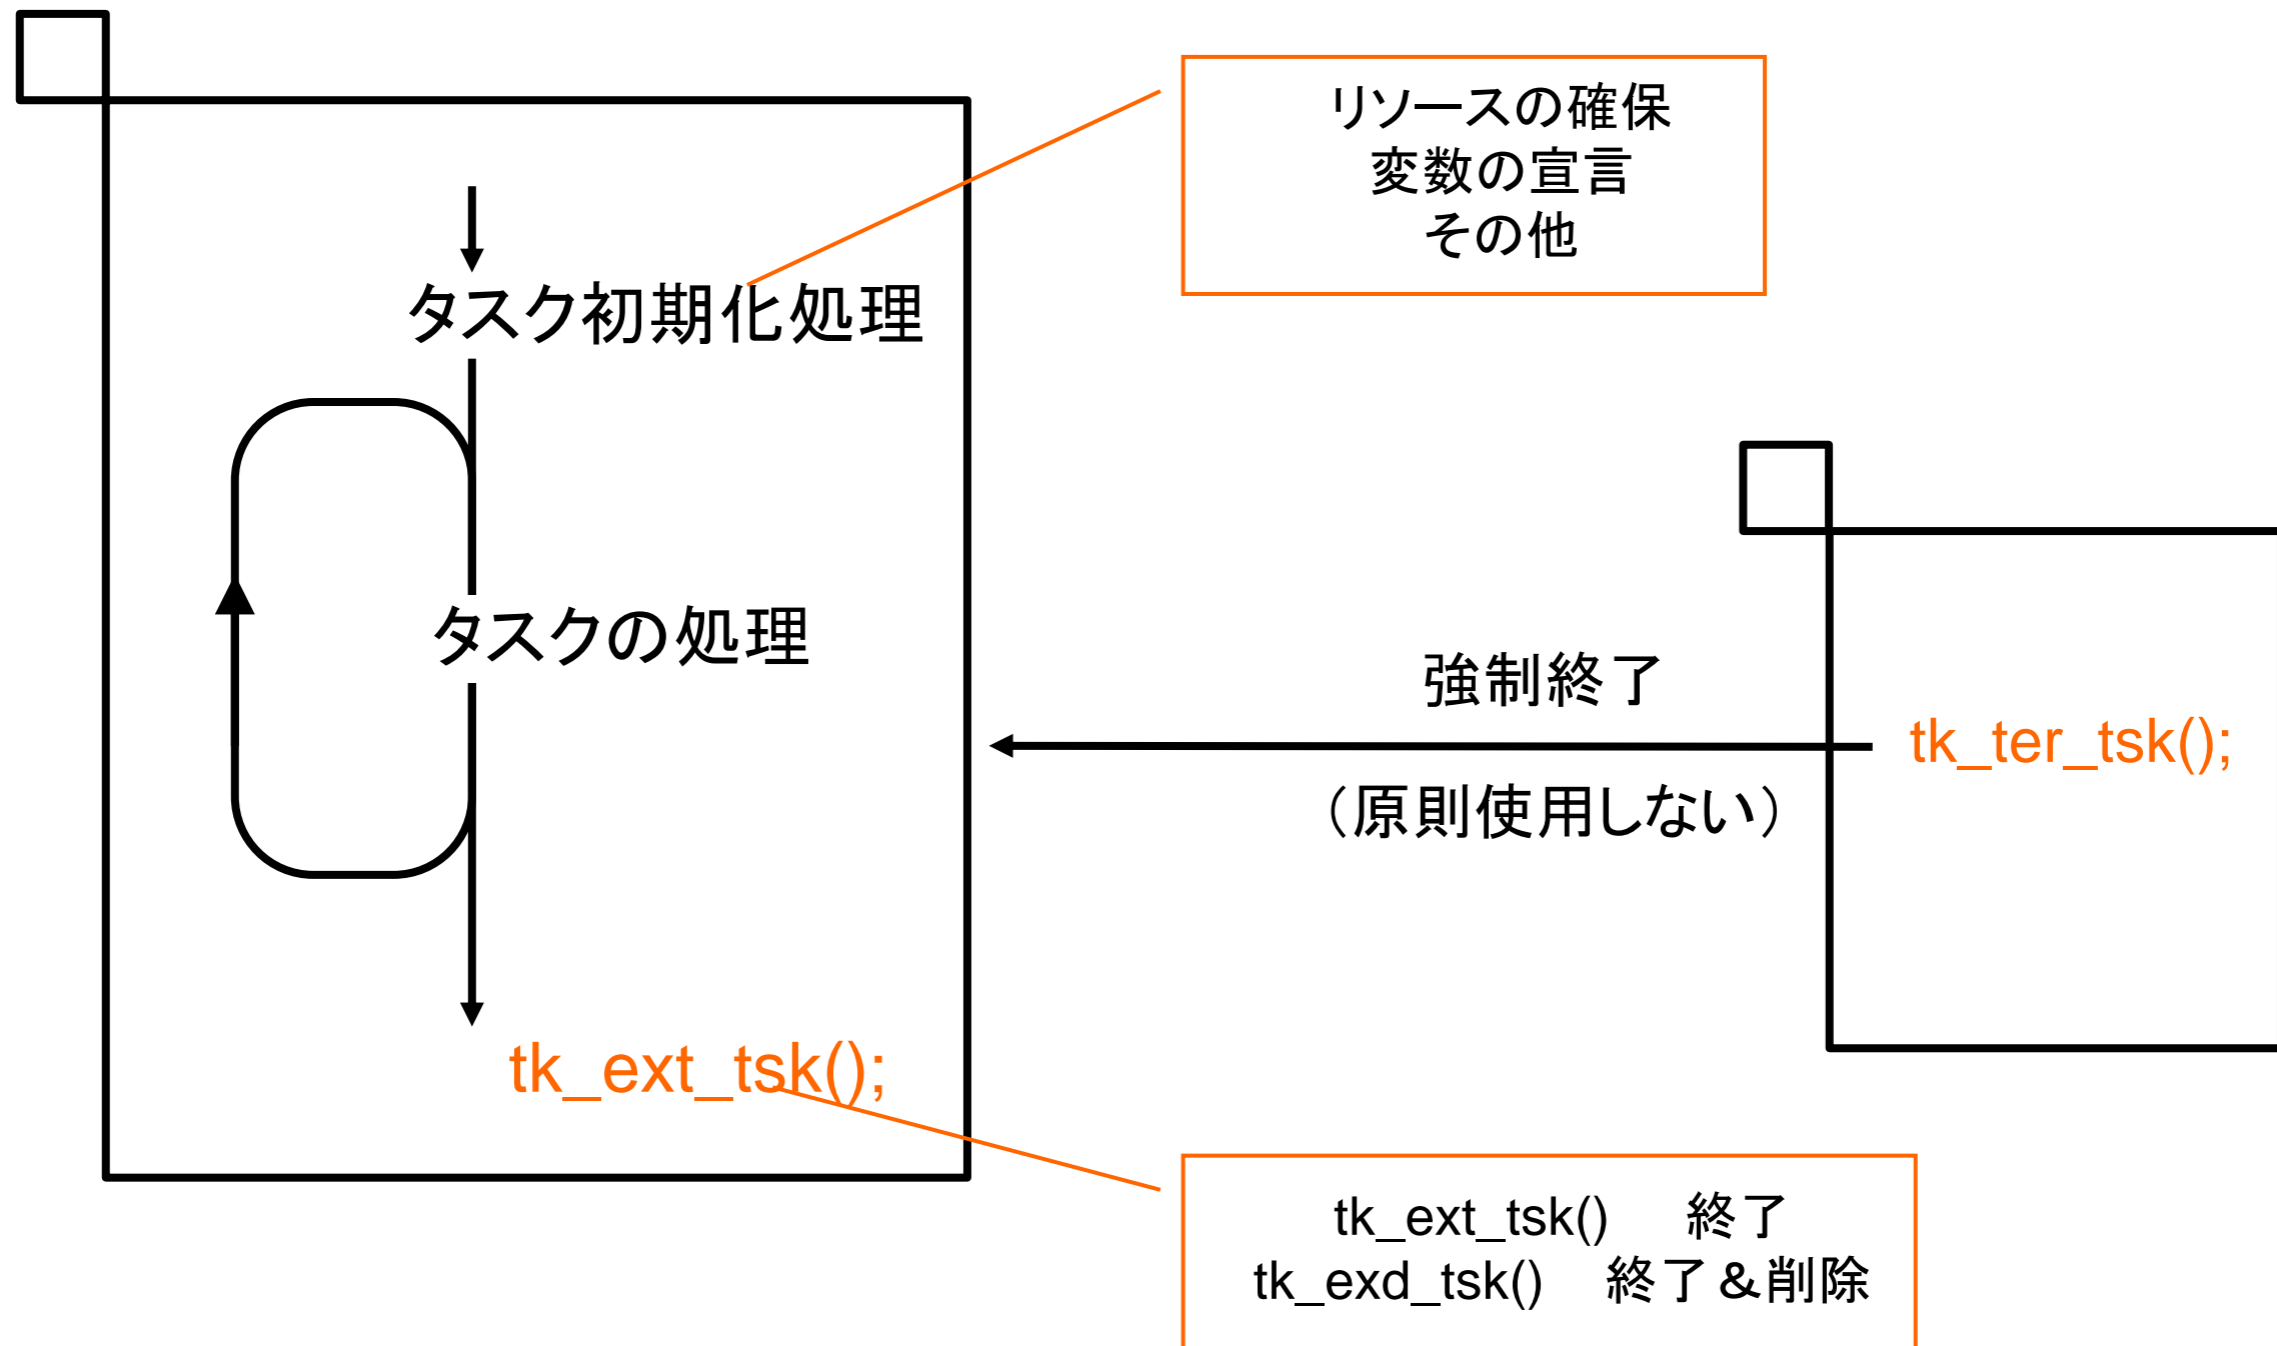 リソースの確保
変数の宣言
その他
タスク初期化処理
タスクの処理
強制終了
tk_ter_tsk();
（原則使用しない）
tk_ext_tsk();
tk_ext_tsk()　終了
tk_exd_tsk()　終了＆削除